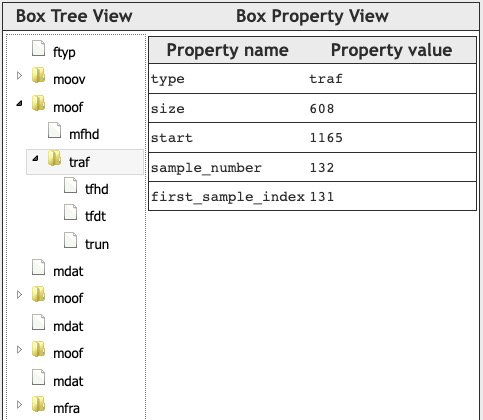 Box Tree View
ftyp
moov
moof
mfhd
traf
tfhd
tfdt
trun
mdat
moof
mdat
moof
mdat
mfra
Box Property View
Property name Property value
type traf
size 608
start 1165
sample_number 132
first_sample_index 131